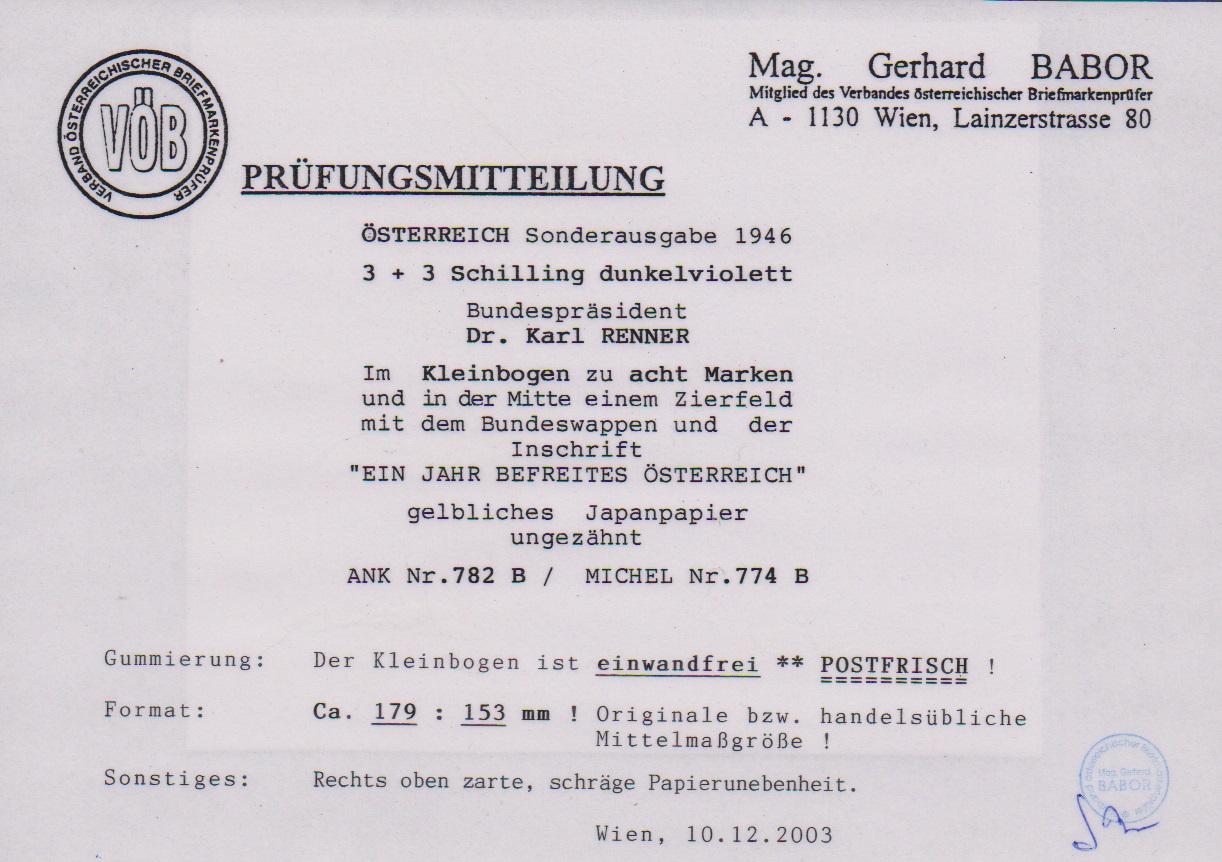 VERBAND ÖSTERREICHISCHER BRIEFMARKENPRÜFER
VÖB
Mag. Gerhard BABOR
Mitglied des Verbandes österreichischer Briefmarkenprüfer
A - 1130 Wien, Lainzerstrasse 80
PRÜFUNGSMITTEILUNG
ÖSTERREICH Sonderausgabe 1946
3 + 3 Schilling dunkelviolett
Bundespräsident
Dr. Karl RENNER
Im Kleinbogen zu acht Marken
und in der Mitte einem Zierfeld
mit dem Bundeswappen und der
Inschrift
"EIN JAHR BEFREITES ÖSTERREICH"
gelbliches Japanpapier
ungezähnt
ANK Nr.782 B / MICHEL Nr.774 B
Gummierung: Der Kleinbogen ist einwandfrei ** POSTFRISCH !
Format: Ca. 179 : 153 mm ! Originale bzw. handelsübliche
Mittelmaßgröße !
Sonstiges: Rechts oben zarte, schräge Papierunebenheit.
Mag. Gerhard
BABOR
Wien, 10.12.2003